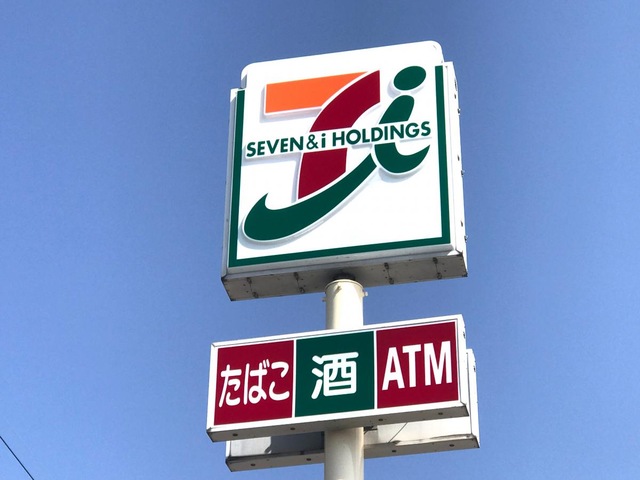 SEVEN & i HOLDINGS
たばこ 酒 ATM